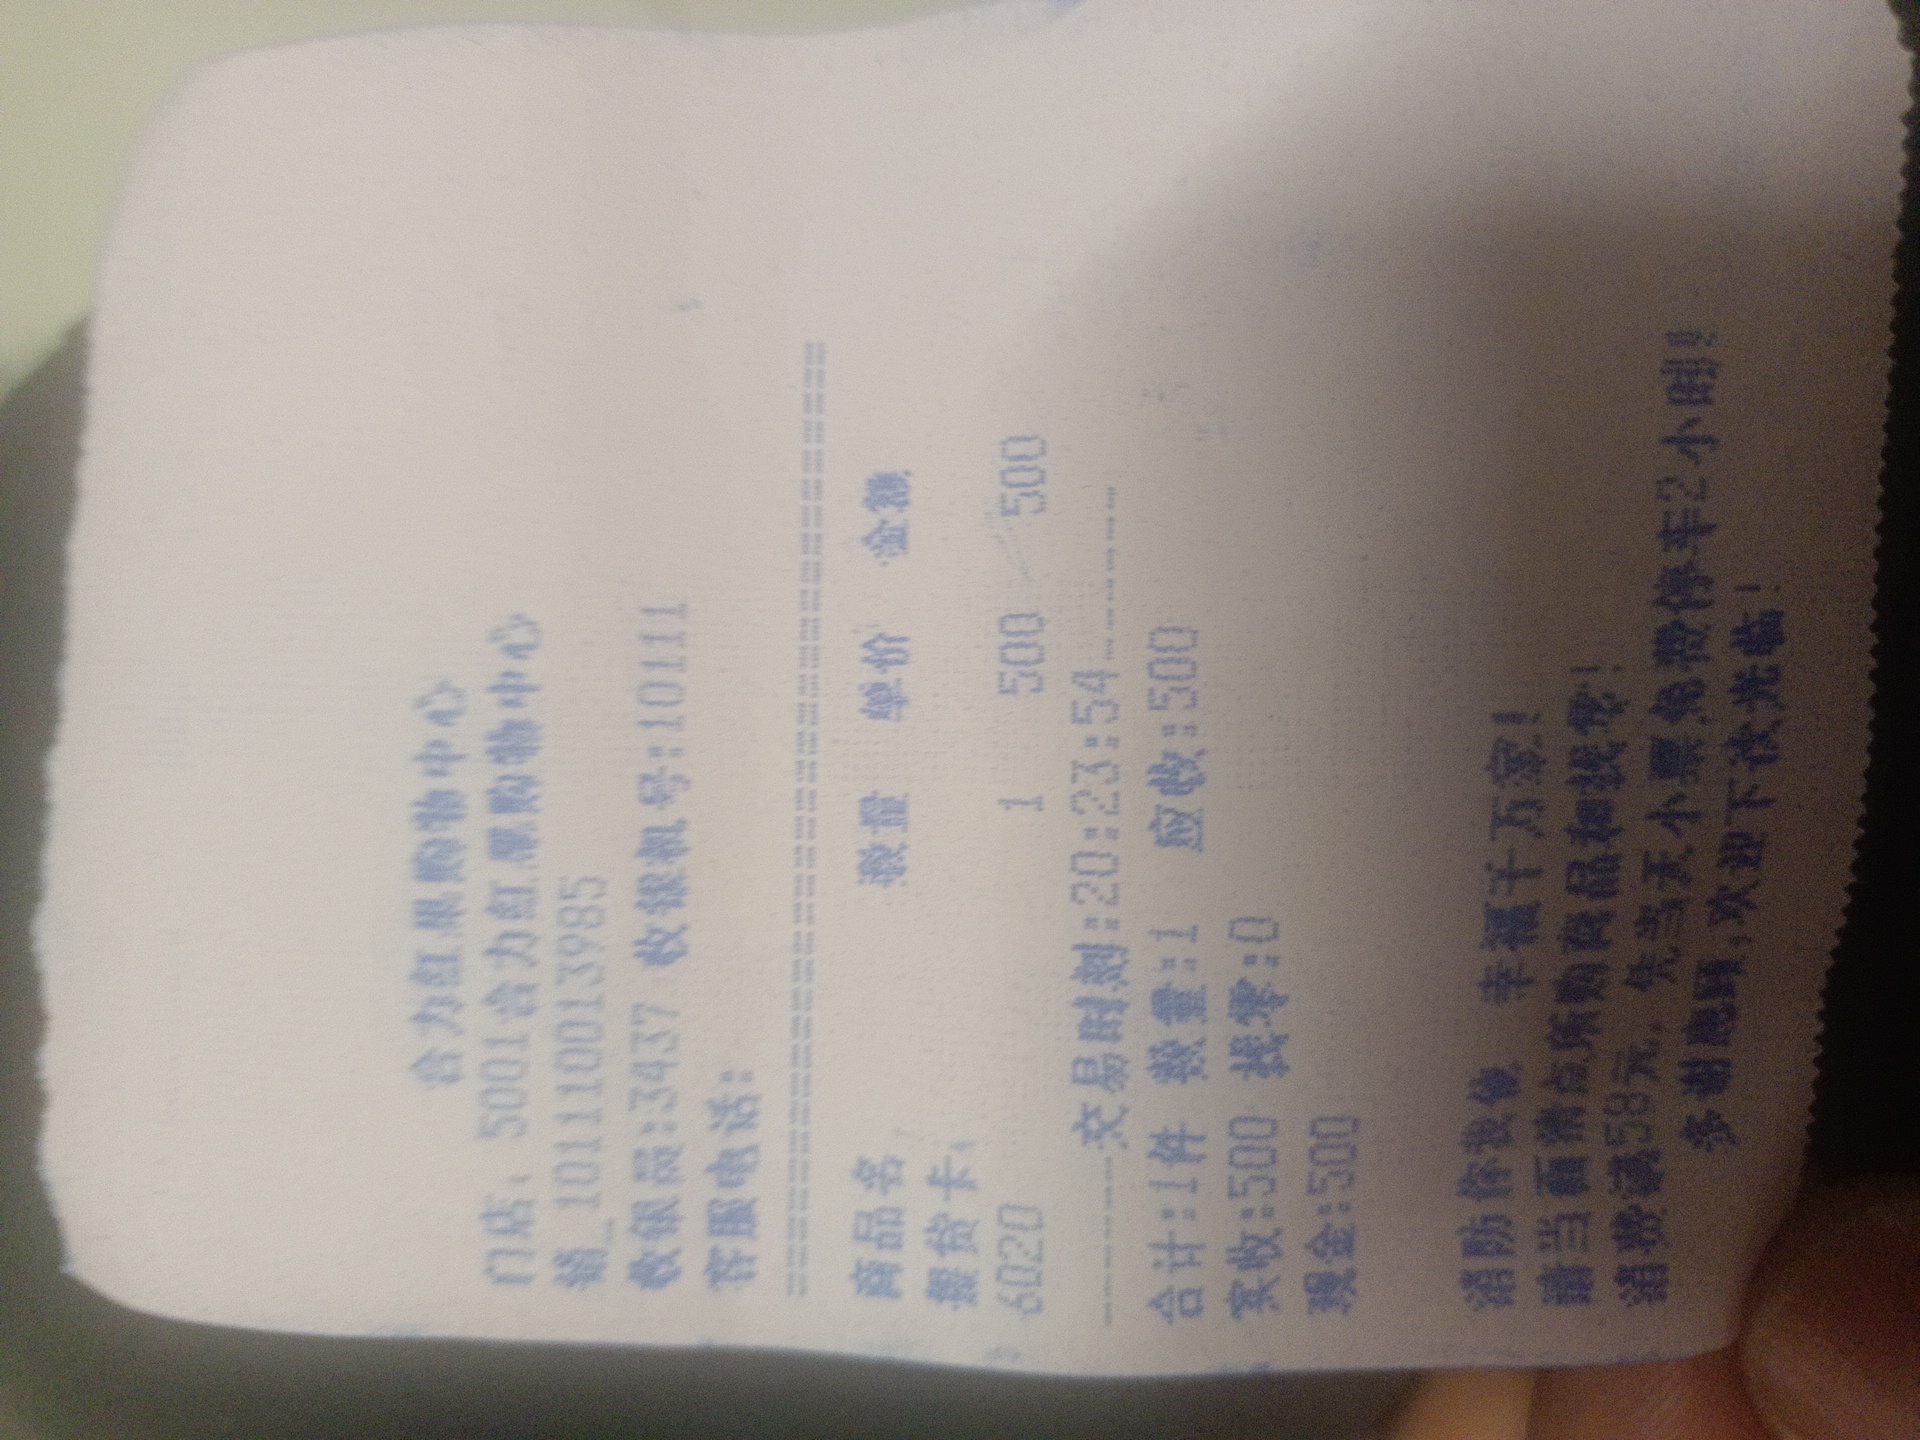 合力红果购物中心
门店: 5001合力红果购物中心
销_1011100013985
收银员:3437 收银机号:10111
客服电话:
================================
商品名 数量 单价 金额
提货卡:
6020 1 500 500
-------交易时刻:20:23:54-------
合计:1件 数量:1 应收:500
实收:500 找零:0
现金:500
消防你我他 幸福千万家!
请当面清点所购商品和找零!
消费满58元,凭当天小票免费停车2小时!
多谢惠顾,欢迎下次光临!